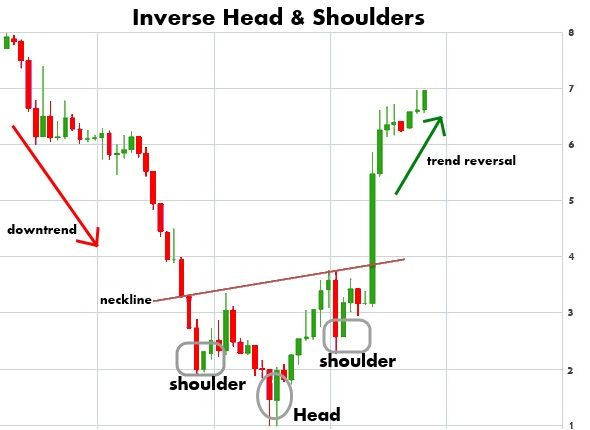 Inverse Head & Shoulders
8
7
6
trend reversal
5
downtrend
4
neckline
3
2
shoulder
shoulder
Head
1